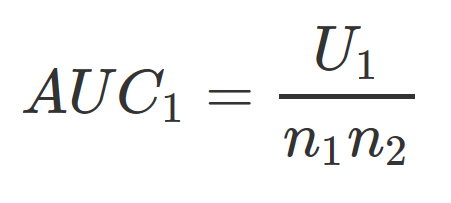 AUC₁ = U₁ / n₁n₂